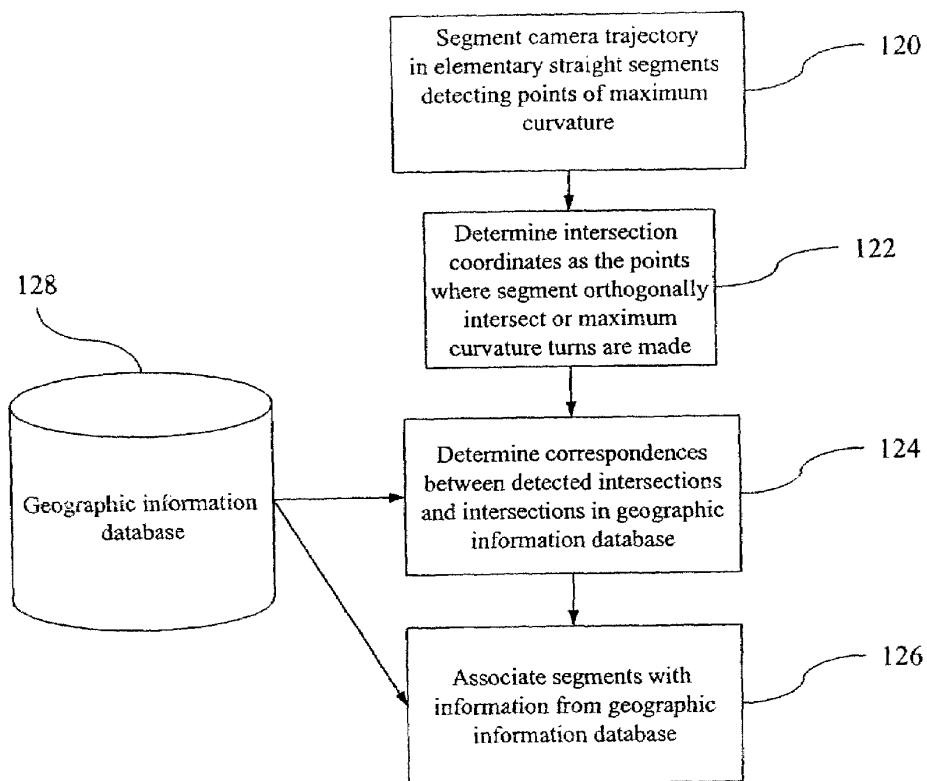 Segment camera trajectory
in elementary straight segments
detecting points of maximum
curvature
120
Determine intersection
coordinates as the points
where segment orthogonally
intersect or maximum
curvature turns are made
122
128
Geographic information
database
Determine correspondences
between detected intersections
and intersections in geographic
information database
124
Associate segments with
information from geographic
information database
126